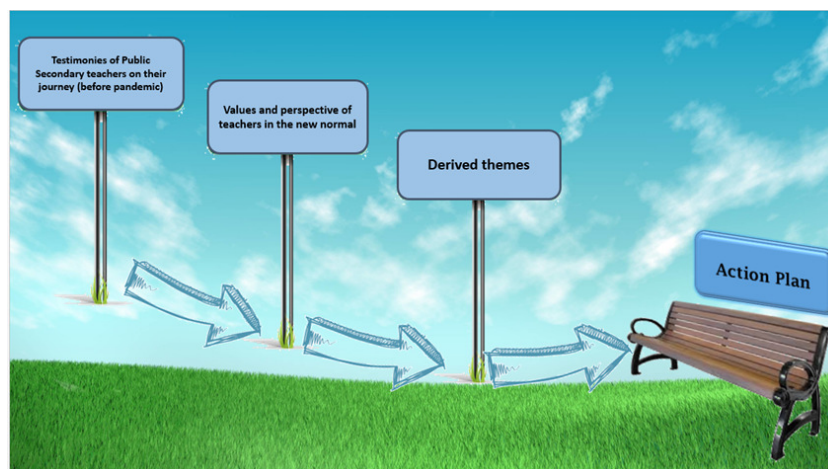 Testimonies of Public
Secondary teachers on their
journey (before pandemic)
Values and perspective of
teachers in the new normal
Derived themes
Action Plan